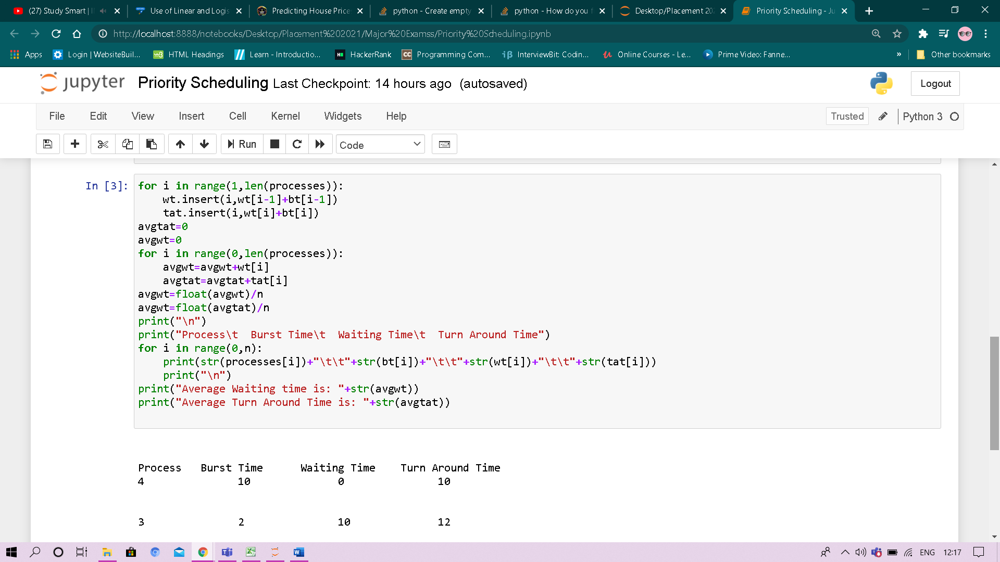 (27) Study Smart |
Use of Linear and Logis
Predicting House Price
python - Create empty
python - How do you f
Desktop/Placement 202
Priority Scheduling - Ju
http://localhost:8888/notebooks/Desktop/Placement%202021/Major%20Examss/Priority%20Scheduling.ipynb
Apps
Login | WebsiteBuil...
HTML Headings
Learn - Introductio...
HackerRank
Programming Com...
InterviewBit: Codin...
Online Courses - Le...
Prime Video: Fanne...
»
Other bookmarks
jupyter Priority Scheduling Last Checkpoint: 14 hours ago (autosaved)
Logout
File Edit View Insert Cell Kernel Widgets Help
Trusted
Python 3
Run
Code
In [3]:
for i in range(1,len(processes)):
    wt.insert(i,wt[i-1]+bt[i-1])
    tat.insert(i,wt[i]+bt[i])
avgtat=0
avgwt=0
for i in range(0,len(processes)):
    avgwt=avgwt+wt[i]
    avgtat=avgtat+tat[i]
avgwt=float(avgwt)/n
avgwt=float(avgtat)/n
print("\n")
print("Process\t  Burst Time\t  Waiting Time\t  Turn Around Time")
for i in range(0,n):
    print(str(processes[i])+"\t\t"+str(bt[i])+"\t\t"+str(wt[i])+"\t\t"+str(tat[i]))
    print("\n")
print("Average Waiting time is: "+str(avgwt))
print("Average Turn Around Time is: "+str(avgtat))
Process   Burst Time      Waiting Time    Turn Around Time
4               10              0               10
3               2               10              12
ENG 12:17